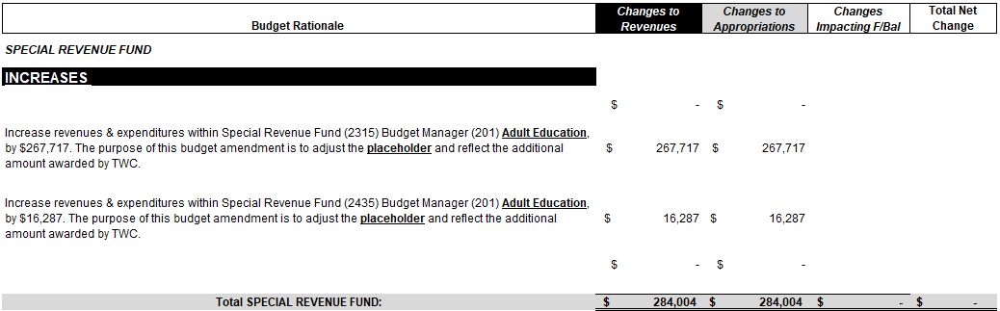 Budget Rationale Changes to Revenues Changes to Appropriations Changes Impacting F/Bal Total Net Change
SPECIAL REVENUE FUND
INCREASES
$ - $ -
Increase revenues & expenditures within Special Revenue Fund (2315) Budget Manager (201) Adult Education,
by $267,717. The purpose of this budget amendment is to adjust the placeholder and reflect the additional $ 267,717 $ 267,717
amount awarded by TWC.
Increase revenues & expenditures within Special Revenue Fund (2435) Budget Manager (201) Adult Education,
by $16,287. The purpose of this budget amendment is to adjust the placeholder and reflect the additional $ 16,287 $ 16,287
amount awarded by TWC.
$ - $ -
Total SPECIAL REVENUE FUND: $ 284,004 $ 284,004 $ - $ -